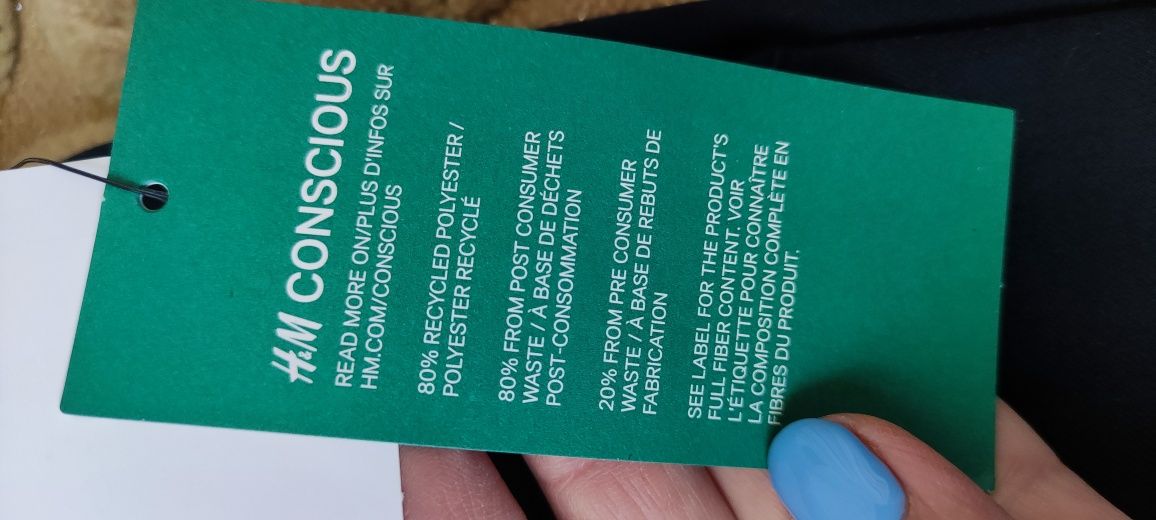 H&M CONSCIOUS
READ MORE ON/PLUS D'INFOS SUR
HM.COM/CONSCIOUS
80% RECYCLED POLYESTER /
POLYESTER RECYCLÉ
80% FROM POST CONSUMER
WASTE / À BASE DE DÉCHETS
POST-CONSOMMATION
20% FROM PRE CONSUMER
WASTE / À BASE DE REBUTS DE
FABRICATION
SEE LABEL FOR THE PRODUCT'S
FULL FIBER CONTENT. VOIR
L'ÉTIQUETTE POUR CONNAÎTRE
LA COMPOSITION COMPLÈTE EN
FIBRES DU PRODUIT.